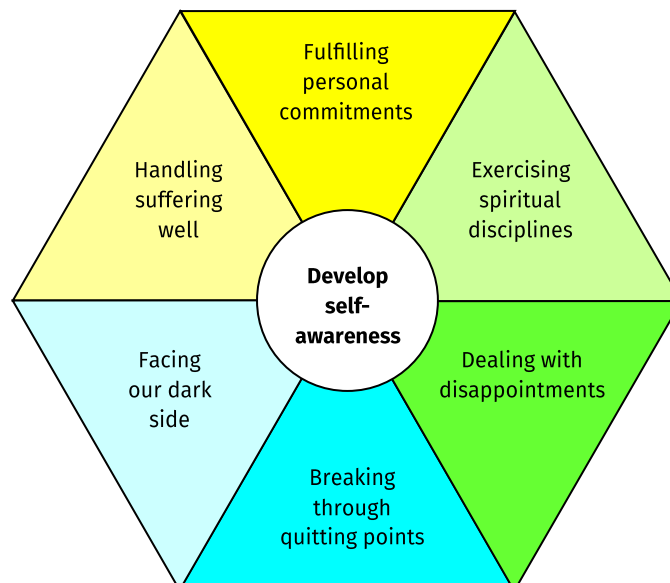 Fulfilling
personal
commitments
Handling
suffering
well
Exercising
spiritual
disciplines
Develop
self-
awareness
Facing
our dark
side
Dealing with
disappointments
Breaking
through
quitting points